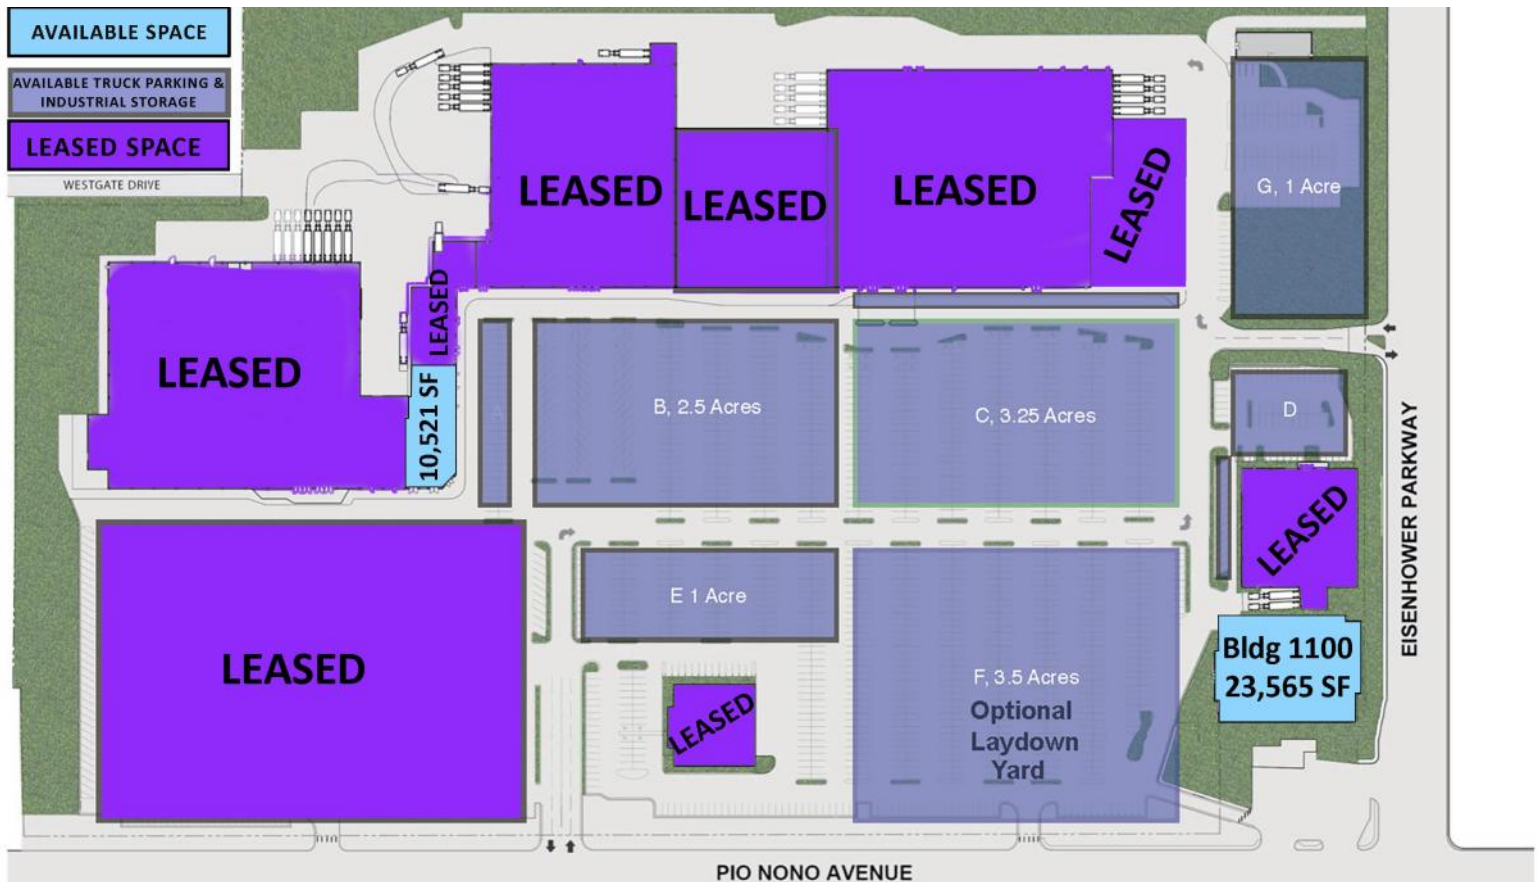 AVAILABLE SPACE
AVAILABLE TRUCK PARKING &
INDUSTRIAL STORAGE
LEASED SPACE
WESTGATE DRIVE
LEASED
LEASED
LEASED
LEASED
G, 1 Acre
LEASED
LEASED
10,521 SF
A
B, 2.5 Acres
C, 3.25 Acres
D
LEASED
EISENHOWER PARKWAY
E 1 Acre
LEASED
LEASED
F, 3.5 Acres
Optional
Laydown
Yard
Bldg 1100
23,565 SF
PIO NONO AVENUE